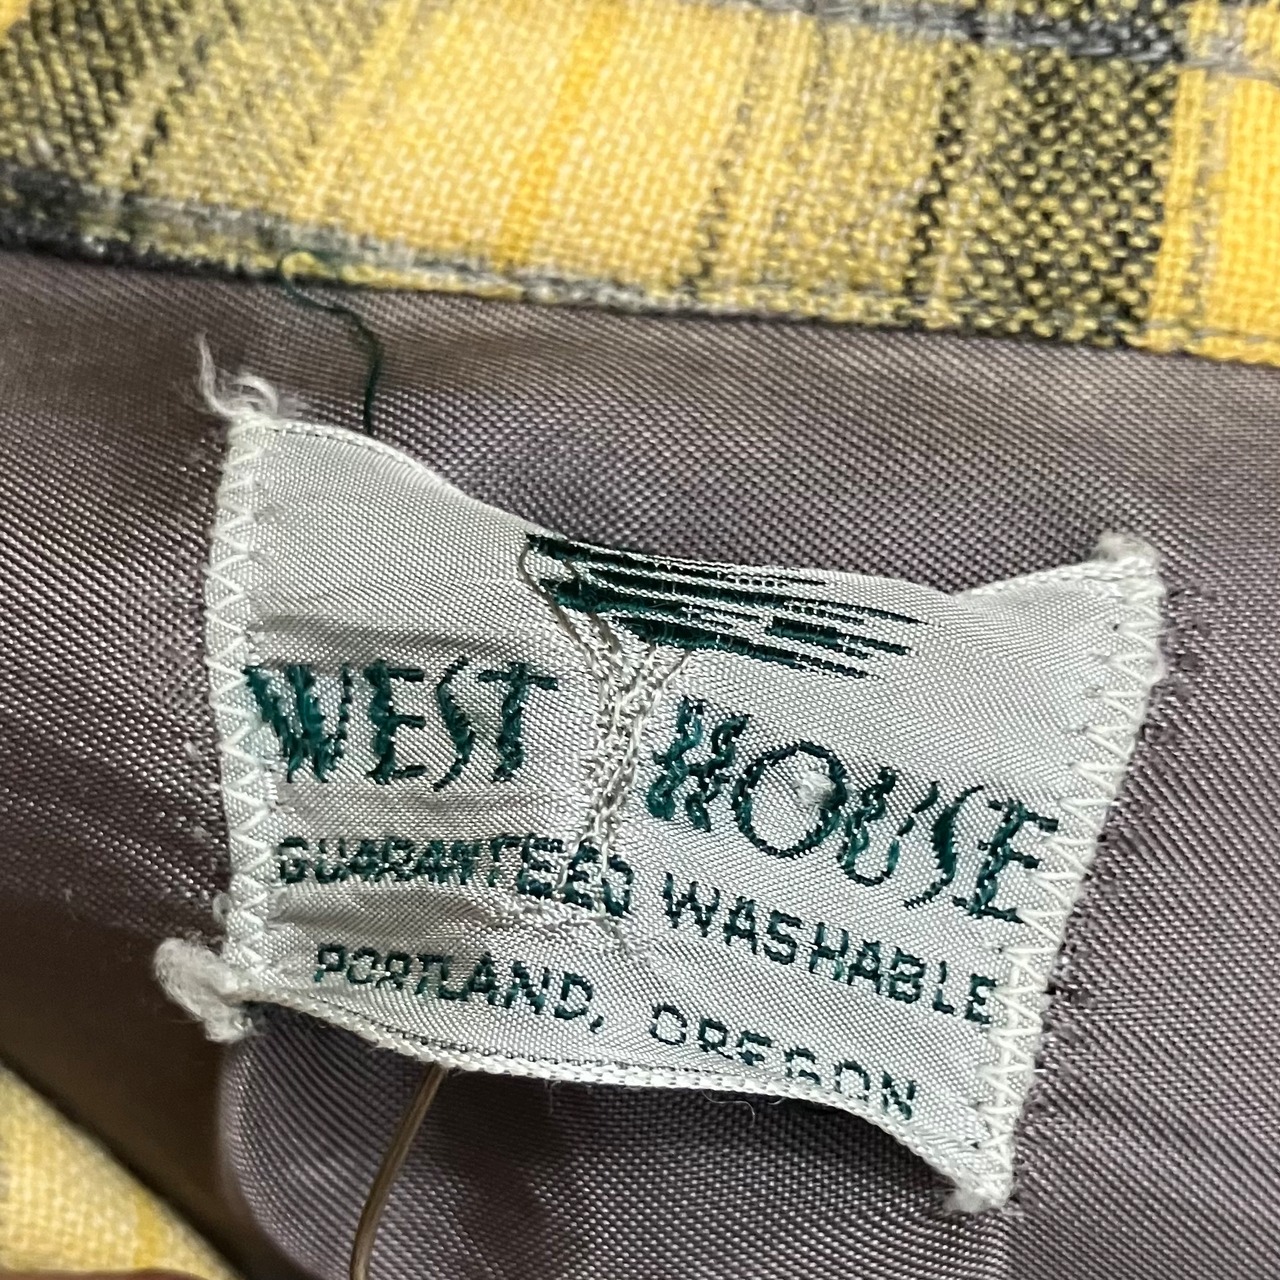 WEST HOUSE
GUARANTEED WASHABLE
PORTLAND, OREGON